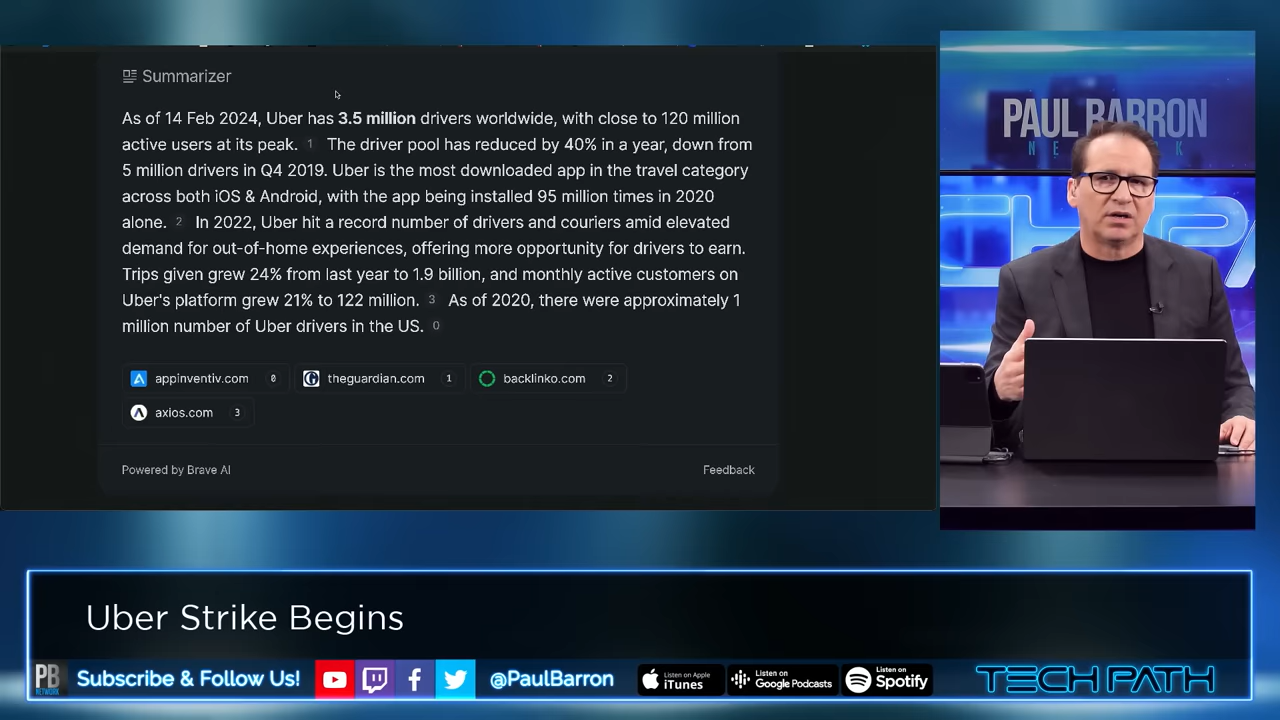 Summarizer
As of 14 Feb 2024, Uber has 3.5 million drivers worldwide, with close to 120 million
active users at its peak. 1 The driver pool has reduced by 40% in a year, down from
5 million drivers in Q4 2019. Uber is the most downloaded app in the travel category
across both iOS & Android, with the app being installed 95 million times in 2020
alone. 2 In 2022, Uber hit a record number of drivers and couriers amid elevated
demand for out-of-home experiences, offering more opportunity for drivers to earn.
Trips given grew 24% from last year to 1.9 billion, and monthly active customers on
Uber's platform grew 21% to 122 million. 3 As of 2020, there were approximately 1
million number of Uber drivers in the US. 0
appinventiv.com 0 theguardian.com 1 backlinko.com 2
axios.com 3
Powered by Brave AI Feedback
PAUL BARRON
Uber Strike Begins
PB
NETWORK
Subscribe & Follow Us!
@PaulBarron
Listen on Apple
iTunes
Listen on
Google Podcasts
Listen on
Spotify
TECH PATH